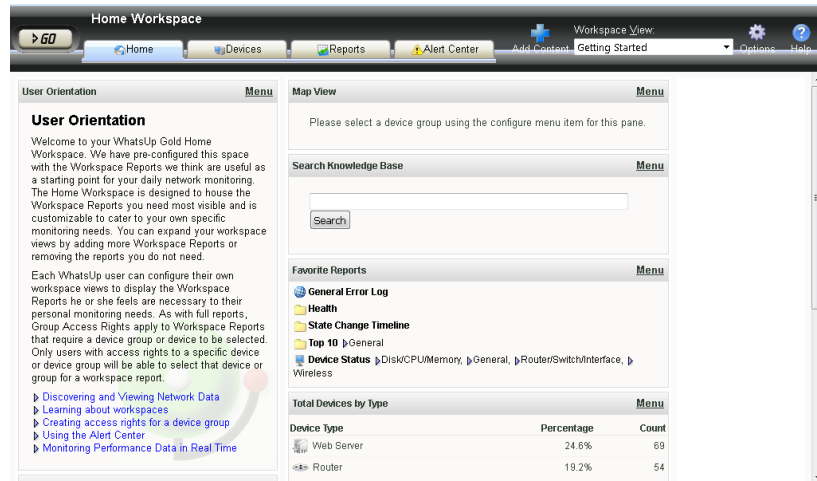 Home Workspace
GO
Home
Devices
Reports
Alert Center
Add Content
Workspace View:
Getting Started
Options
Help
User Orientation
Menu
User Orientation
Welcome to your WhatsUp Gold Home
Workspace. We have pre-configured this space
with the Workspace Reports we think are useful as
a starting point for your daily network monitoring.
The Home Workspace is designed to house the
Workspace Reports you need most visible and is
customizable to cater to your own specific
monitoring needs. You can expand your workspace
views by adding more Workspace Reports or
removing the reports you do not need.
Each WhatsUp user can configure their own
workspace views to display the Workspace
Reports he or she feels are necessary to their
personal monitoring needs. As with full reports,
Group Access Rights apply to Workspace Reports
that require a device group or device to be selected.
Only users with access rights to a specific device
or device group will be able to select that device or
group for a workspace report.
Discovering and Viewing Network Data
Learning about workspaces
Creating access rights for a device group
Using the Alert Center
Monitoring Performance Data in Real Time
Map View
Menu
Please select a device group using the configure menu item for this pane.
Search Knowledge Base
Menu
Search
Favorite Reports
Menu
General Error Log
Health
State Change Timeline
Top 10 General
Device Status Disk/CPU/Memory, General, Router/Switch/Interface,
Wireless
Total Devices by Type
Menu
Device Type Percentage Count
Web Server 24.6% 69
Router 19.2% 54